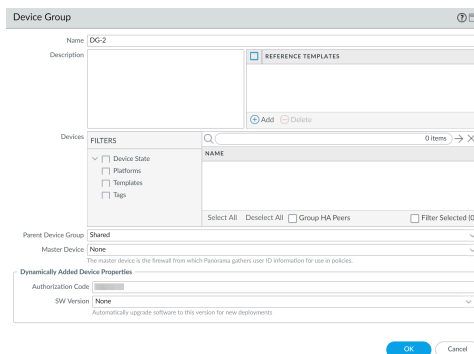 Device Group
Name DG-2
Description
REFERENCE TEMPLATES
Add Delete
Devices FILTERS 0 items
Device State
Platforms
Templates
Tags
NAME
Select All Deselect All Group HA Peers Filter Selected (0
Parent Device Group Shared
Master Device None
The master device is the firewall from which Panorama gathers user ID information for use in policies.
Dynamically Added Device Properties
Authorization Code
SW Version None
Automatically upgrade software to this version for new deployments
OK Cancel